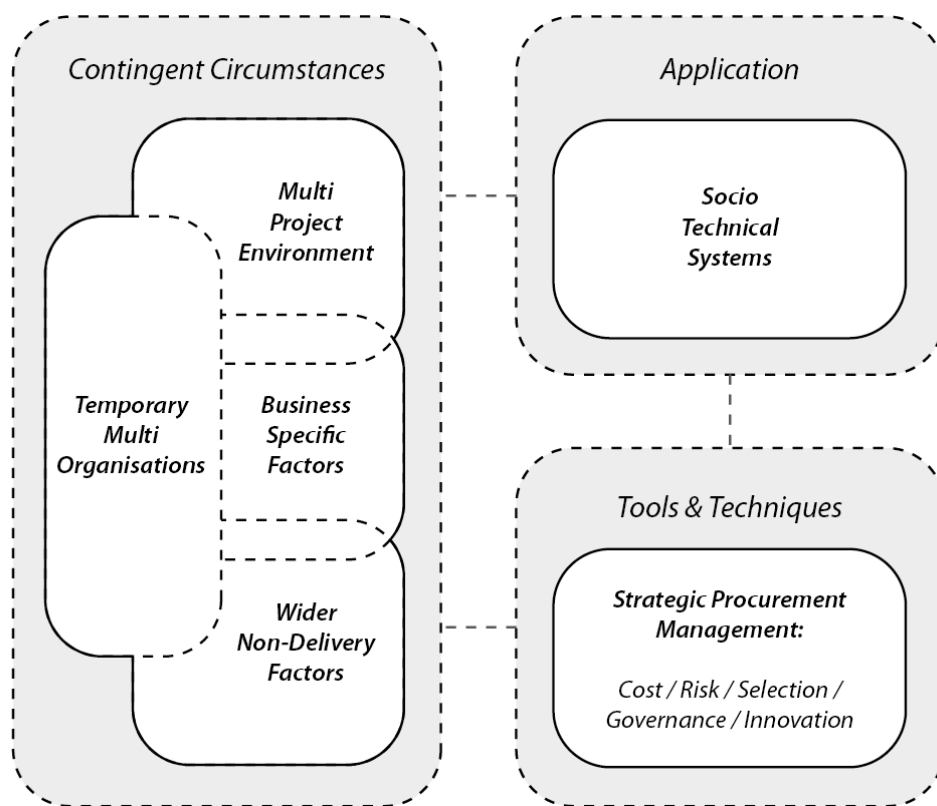 Contingent Circumstances
Multi
Project
Environment
Temporary
Multi
Organisations
Business
Specific
Factors
Wider
Non-Delivery
Factors
Application
Socio
Technical
Systems
Tools & Techniques
Strategic Procurement
Management:
Cost / Risk / Selection /
Governance / Innovation